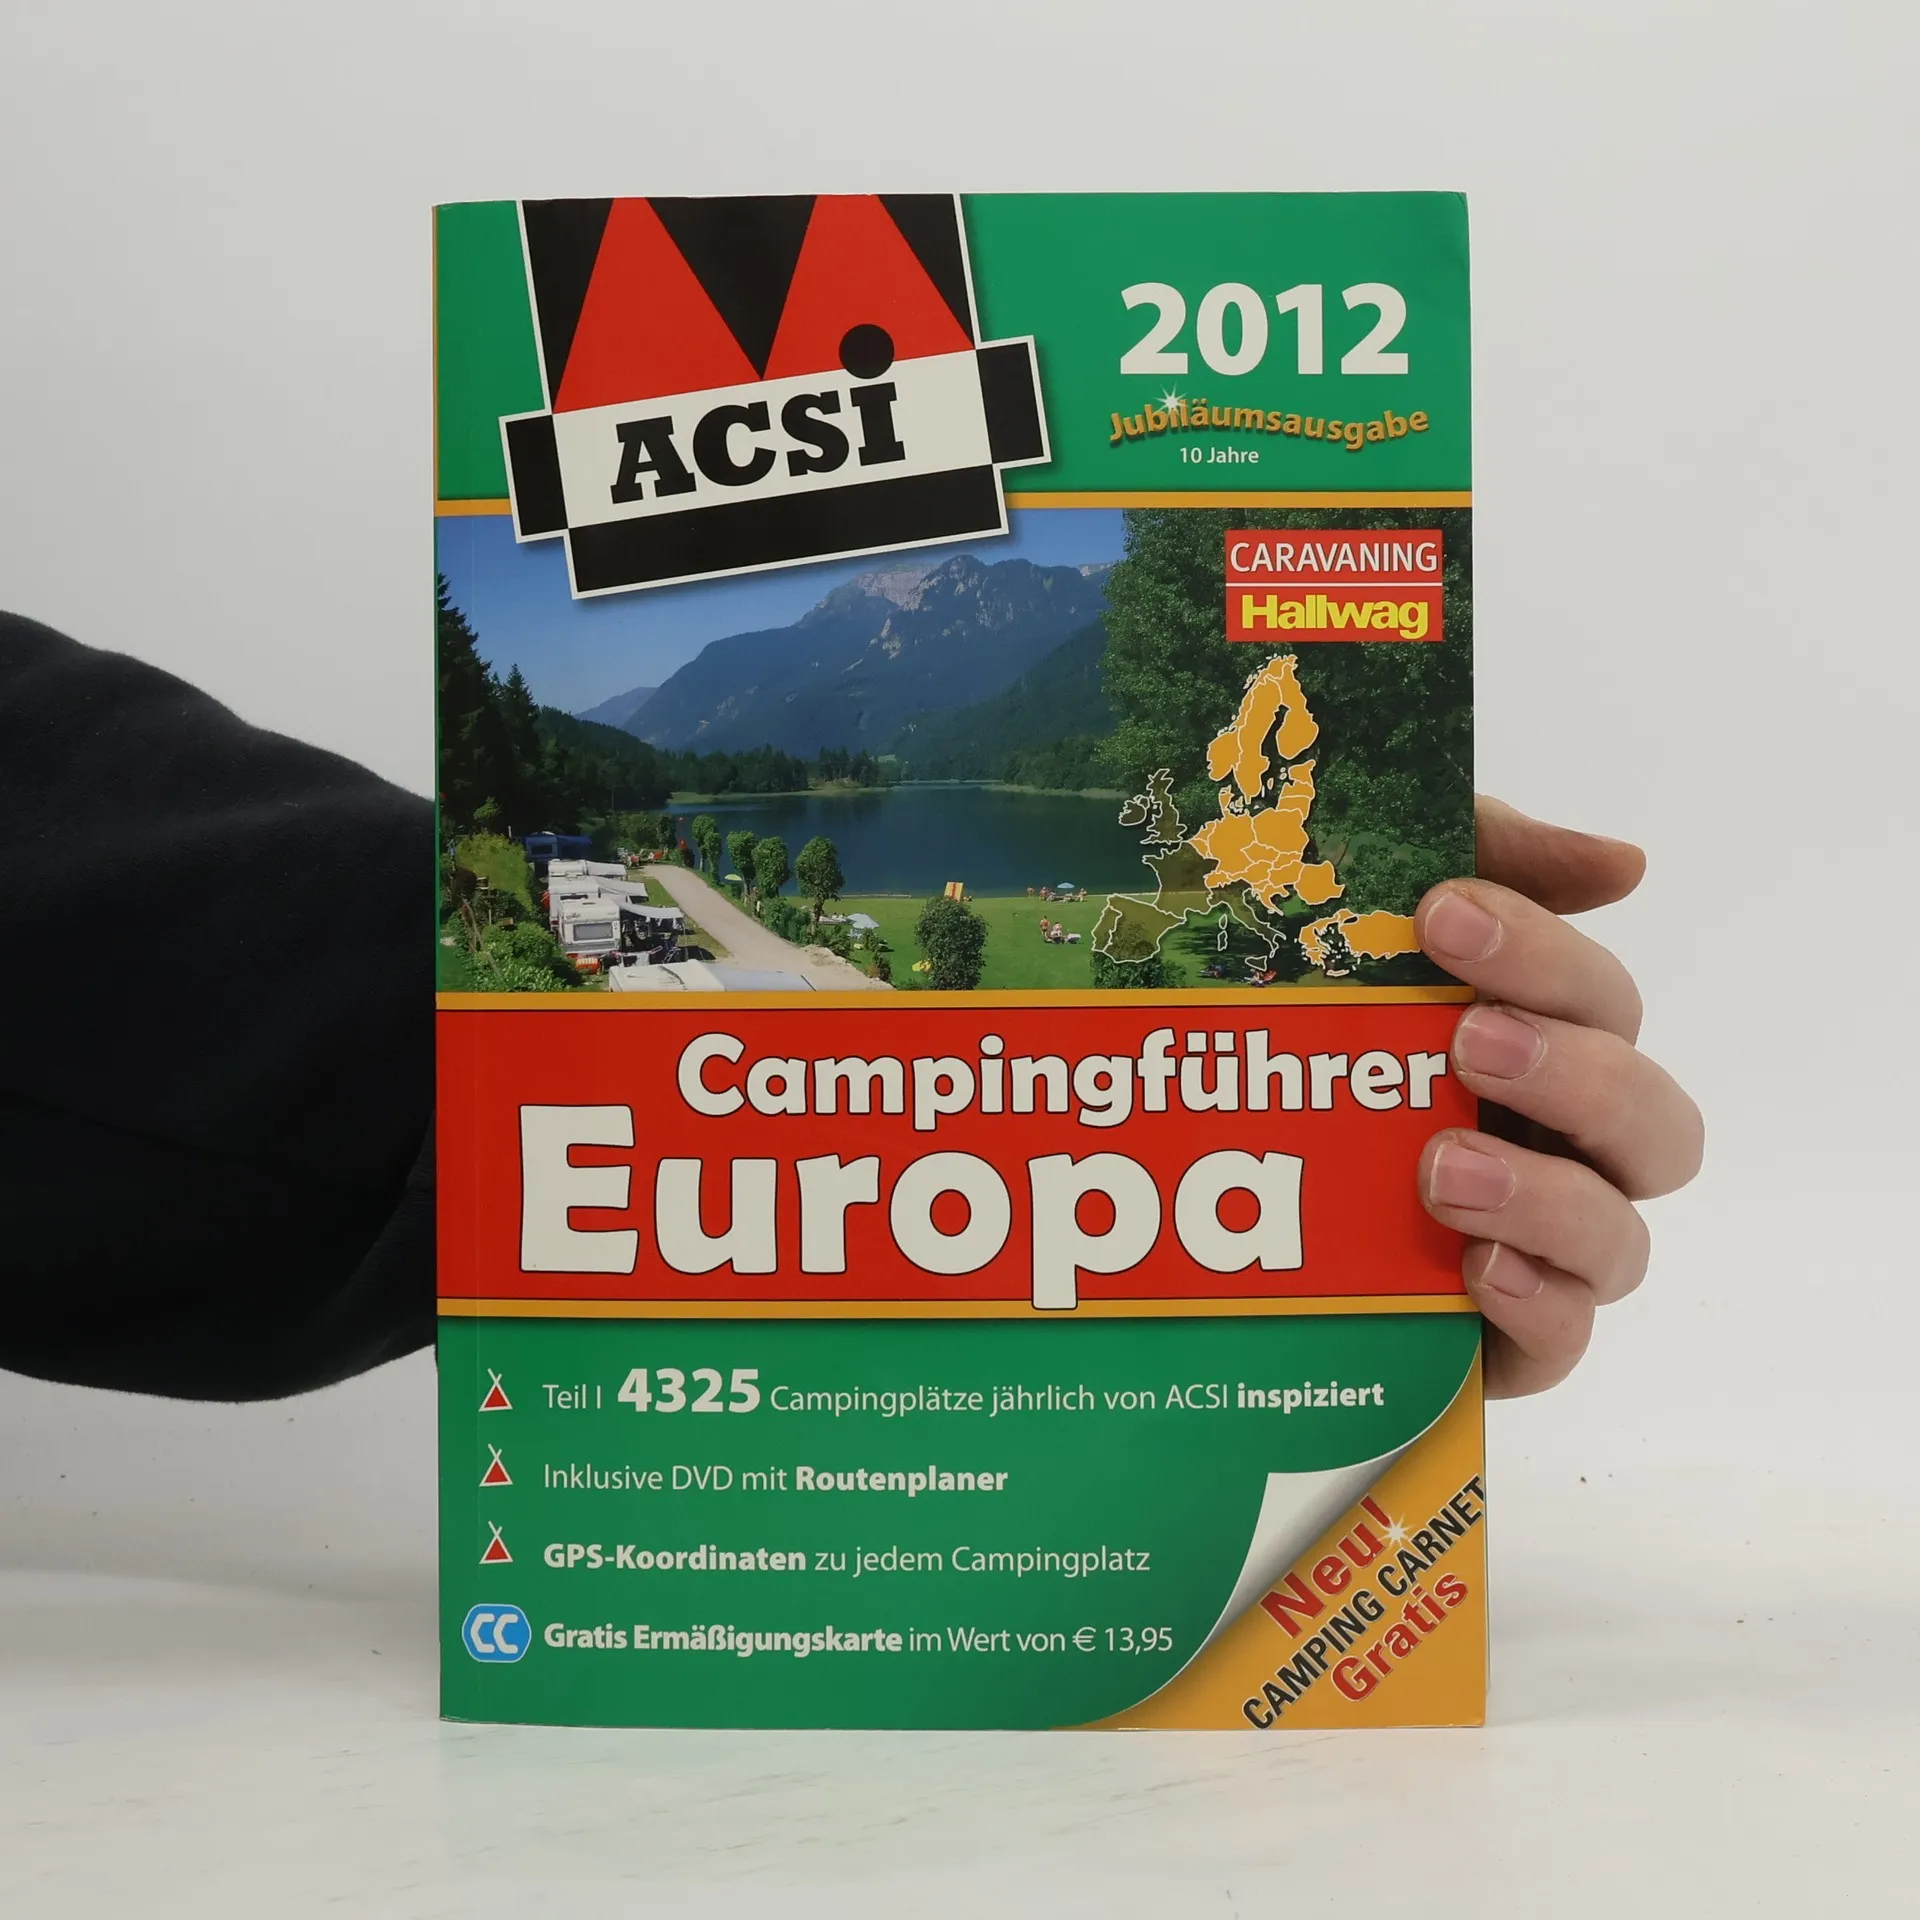 ACSI
2012
Jubiläumsausgabe
10 Jahre
CARAVANING
Hallwag
Campingführer
Europa
Teil I 4325 Campingplätze jährlich von ACSI inspiziert
Inklusive DVD mit Routenplaner
GPS-Koordinaten zu jedem Campingplatz
CC Gratis Ermäßigungskarte im Wert von € 13,95
Neu!
CAMPING CARNET
Gratis